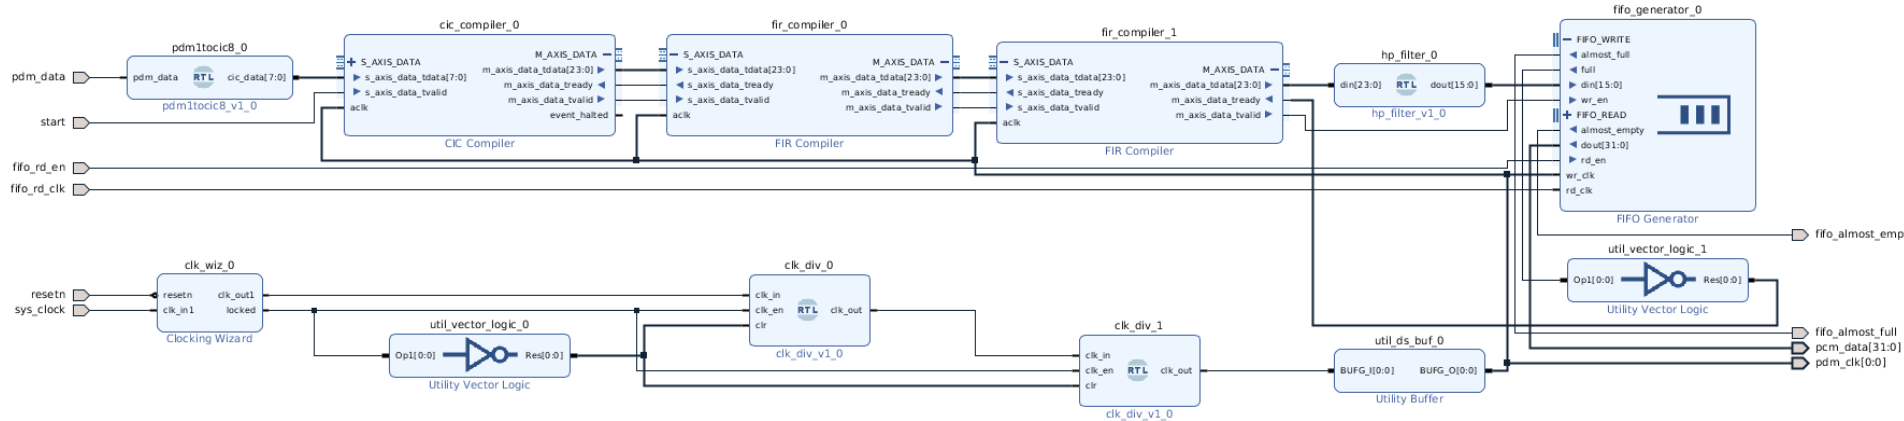 pdm_data
start
fifo_rd_en
fifo_rd_clk
pdm1tocic8_0
pdm_data
RTL
cic_data[7:0]
pdm1tocic8_v1_0
cic_compiler_0
S_AXIS_DATA
s_axis_data_tdata[7:0]
s_axis_data_tvalid
aclk
M_AXIS_DATA
m_axis_data_tdata[23:0]
m_axis_data_tready
m_axis_data_tvalid
event_halted
CIC Compiler
fir_compiler_0
S_AXIS_DATA
s_axis_data_tdata[23:0]
s_axis_data_tready
s_axis_data_tvalid
aclk
M_AXIS_DATA
m_axis_data_tdata[23:0]
m_axis_data_tready
m_axis_data_tvalid
FIR Compiler
fir_compiler_1
S_AXIS_DATA
s_axis_data_tdata[23:0]
s_axis_data_tready
s_axis_data_tvalid
aclk
M_AXIS_DATA
m_axis_data_tdata[23:0]
m_axis_data_tready
m_axis_data_tvalid
FIR Compiler
hp_filter_0
din[23:0]
RTL
dout[15:0]
hp_filter_v1_0
fifo_generator_0
FIFO_WRITE
almost_full
full
din[15:0]
wr_en
FIFO_READ
almost_empty
dout[31:0]
rd_en
wr_clk
rd_clk
FIFO Generator
fifo_almost_emp
resetn
sys_clock
clk_wiz_0
resetn
clk_in1
clk_out1
locked
Clocking Wizard
util_vector_logic_0
Op1[0:0]
Res[0:0]
Utility Vector Logic
clk_div_0
clk_in
clk_en
clr
RTL
clk_out
clk_div_v1_0
clk_div_1
clk_in
clk_en
clr
RTL
clk_out
clk_div_v1_0
util_ds_buf_0
BUFG_I[0:0]
BUFG_O[0:0]
Utility Buffer
util_vector_logic_1
Op1[0:0]
Res[0:0]
Utility Vector Logic
fifo_almost_full
pcm_data[31:0]
pdm_clk[0:0]